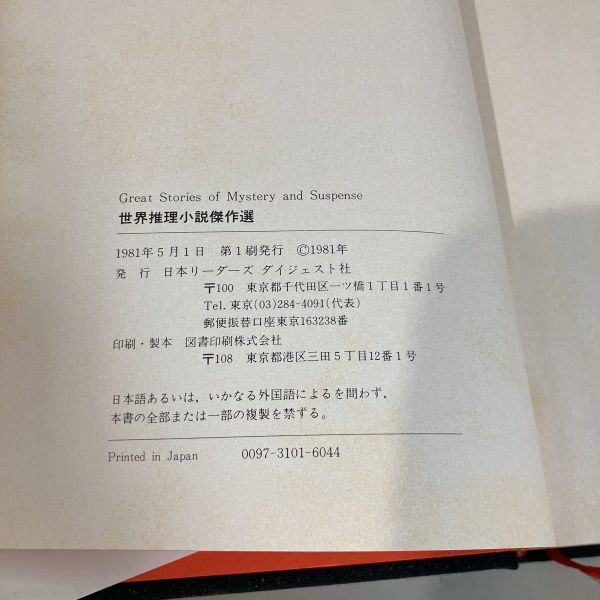 Great Stories of Mystery and Suspense
世界推理小説傑作選
1981年5月1日 第1刷発行 ©1981年
発 行 日本リーダーズ ダイジェスト社
〒100 東京都千代田区一ツ橋1丁目1番1号
Tel. 東京(03)284-4091(代表)
郵便振替口座東京163238番
印刷・製本 図書印刷株式会社
〒108 東京都港区三田5丁目12番1号
日本語あるいは,いかなる外国語によるを問わず,
本書の全部または一部の複製を禁ずる。
Printed in Japan 0097-3101-6044